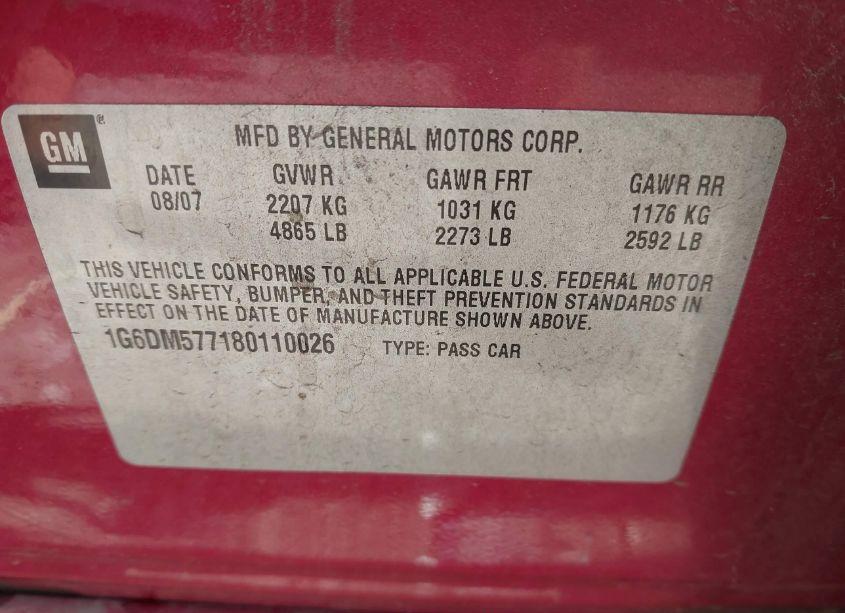 GM®
MFD BY GENERAL MOTORS CORP.
DATE GVWR GAWR FRT GAWR RR
08/07 2207 KG 1031 KG 1176 KG
4865 LB 2273 LB 2592 LB
THIS VEHICLE CONFORMS TO ALL APPLICABLE U.S. FEDERAL MOTOR
VEHICLE SAFETY, BUMPER, AND THEFT PREVENTION STANDARDS IN
EFFECT ON THE DATE OF MANUFACTURE SHOWN ABOVE.
1G6DM577180110026 TYPE: PASS CAR